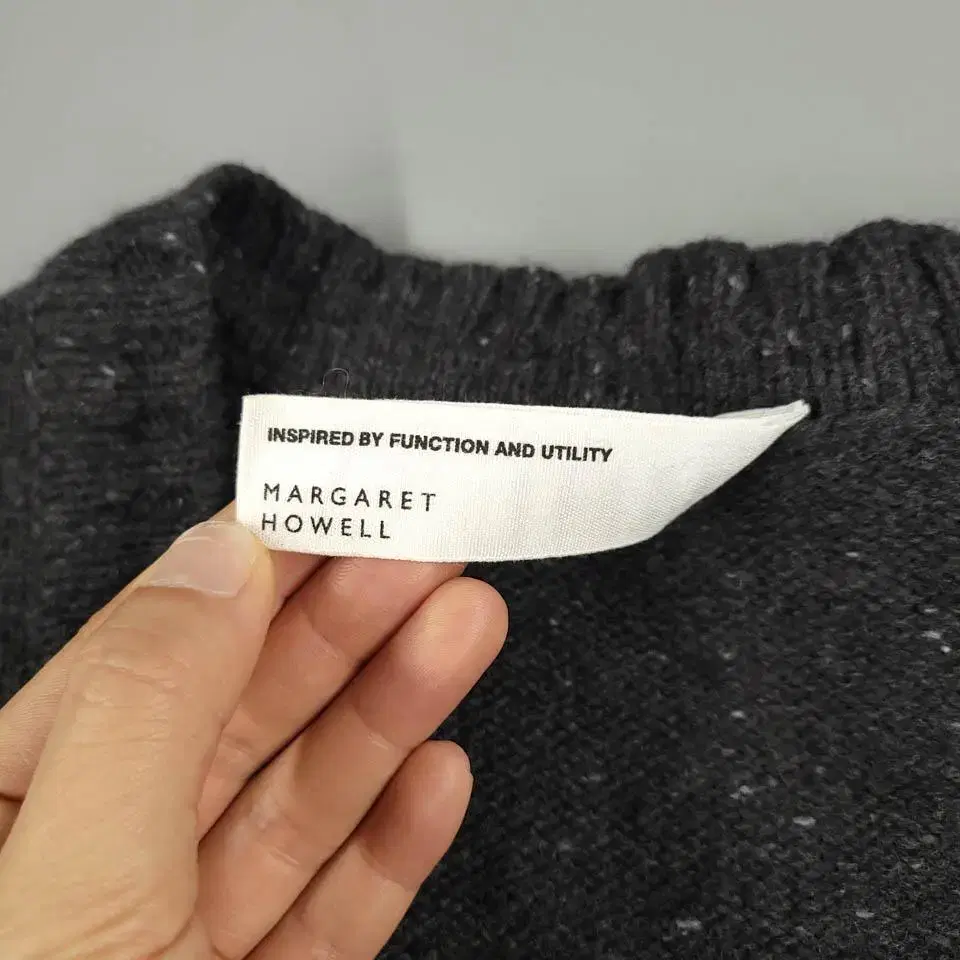 INSPIRED BY FUNCTION AND UTILITY
MARGARET
HOWELL